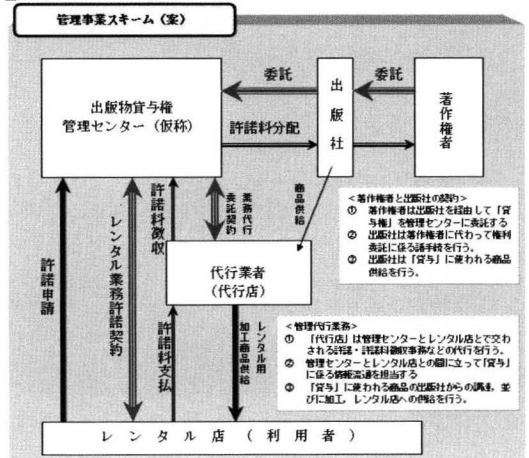 管理事業スキーム(案)
委託
委託
出版物貸与権
管理センター(仮称)
出版社
著作権者
許諾料分配
許諾申請
レンタル業務許諾契約
許諾料徴収
業務代行
委託契約
商品供給
<著作権者と出版社の契約>
① 著作権者は出版社を経由して「貸
与権」を管理センターに委託する
② 出版社は著作権者に代わって権利
委託に係る諸手続を行う。
③ 出版社は「貸与」に使われる商品
供給を行う。
代行業者
(代行店)
許諾料支払
レンタル用
加工商品供給
<管理代行業務>
① 「代行店」は管理センターとレンタル店とで交わ
される許諾・許諾料徴収事務などの代行を行う。
② 管理センターとレンタル店との間に立って「貸与」
に係る情報流通を担当する
③ 「貸与」に使われる商品の出版社からの調達、並
びに加工、レンタル店への供給を行う。
レンタル店(利用者)